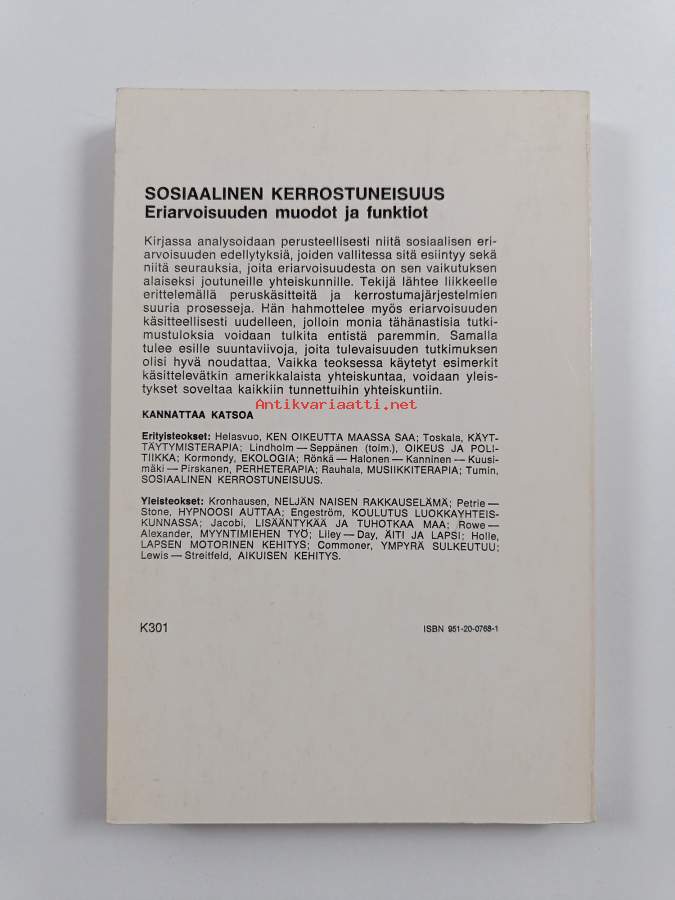 SOSIAALINEN KERROSTUNEISUUS
Eriarvoisuuden muodot ja funktiot
Kirjassa analysoidaan perusteellisesti niitä sosiaalisen eri-
arvoisuuden edellytyksiä, joiden vallitessa sitä esiintyy sekä
niitä seurauksia, joita eriarvoisuudesta on sen vaikutuksen
alaiseksi joutuneille yhteiskunnille. Tekijä lähtee liikkeelle
erittelemällä peruskäsitteitä ja kerrostumajärjestelmien
suuria prosesseja. Hän hahmottelee myös eriarvoisuuden
käsitteellisesti uudelleen, jolloin monia tähänastisia tutki-
mustuloksia voidaan tulkita entistä paremmin. Samalla
tulee esille suuntaviivoja, joita tulevaisuuden tutkimuksen
olisi hyvä noudattaa. Vaikka teoksessa käytetyt esimerkit
käsittelevätkin amerikkalaista yhteiskuntaa, voidaan yleis-
tykset soveltaa kaikkiin tunnettuihin yhteiskuntiin.
Antikvariaatti.net
KANNATTAA KATSOA
Erityisteokset: Helasvuo, KEN OIKEUTTA MAASSA SAA; Toskala, KÄYT-
TÄYTYMISTERAPIA; Lindholm — Seppänen (toim.), OIKEUS JA POLI-
TIIKKA; Kormondy, EKOLOGIA; Rönkä — Halonen — Kanninen — Kuusi-
mäki — Pirskanen, PERHETERAPIA; Rauhala, MUSIIKKITERAPIA; Tumin,
SOSIAALINEN KERROSTUNEISUUS.
Yleisteokset: Kronhausen, NELJÄN NAISEN RAKKAUSELÄMÄ; Petrie —
Stone, HYPNOOSI AUTTAA; Engeström, KOULUTUS LUOKKAYHTEIS-
KUNNASSA; Jacobi, LISÄÄNTYKÄÄ JA TUHOTKAA MAA; Rowe —
Alexander, MYYNTIMIEHEN TYÖ; Liley — Day, ÄITI JA LAPSI; Holle,
LAPSEN MOTORINEN KEHITYS; Commoner, YMPYRÄ SULKEUTUU;
Lewis — Streitfeld, AIKUISEN KEHITYS.
K301
ISBN 951-20-0768-1